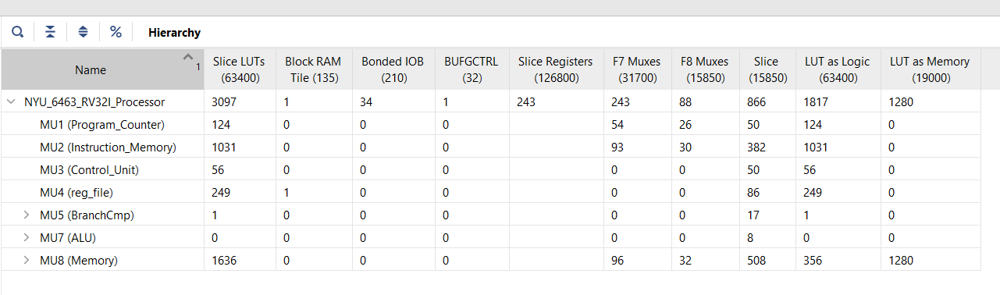 Hierarchy
Name 1 Slice LUTs (63400) Block RAM Tile (135) Bonded IOB (210) BUFGCTRL (32) Slice Registers (126800) F7 Muxes (31700) F8 Muxes (15850) Slice (15850) LUT as Logic (63400) LUT as Memory (19000)
NYU_6463_RV32I_Processor 3097 1 34 1 243 243 88 866 1817 1280
MU1 (Program_Counter) 124 0 0 0 54 26 50 124 0
MU2 (Instruction_Memory) 1031 0 0 0 93 30 382 1031 0
MU3 (Control_Unit) 56 0 0 0 0 0 50 56 0
MU4 (reg_file) 249 1 0 0 0 0 86 249 0
MU5 (BranchCmp) 1 0 0 0 0 0 17 1 0
MU7 (ALU) 0 0 0 0 0 0 8 0 0
MU8 (Memory) 1636 0 0 0 96 32 508 356 1280